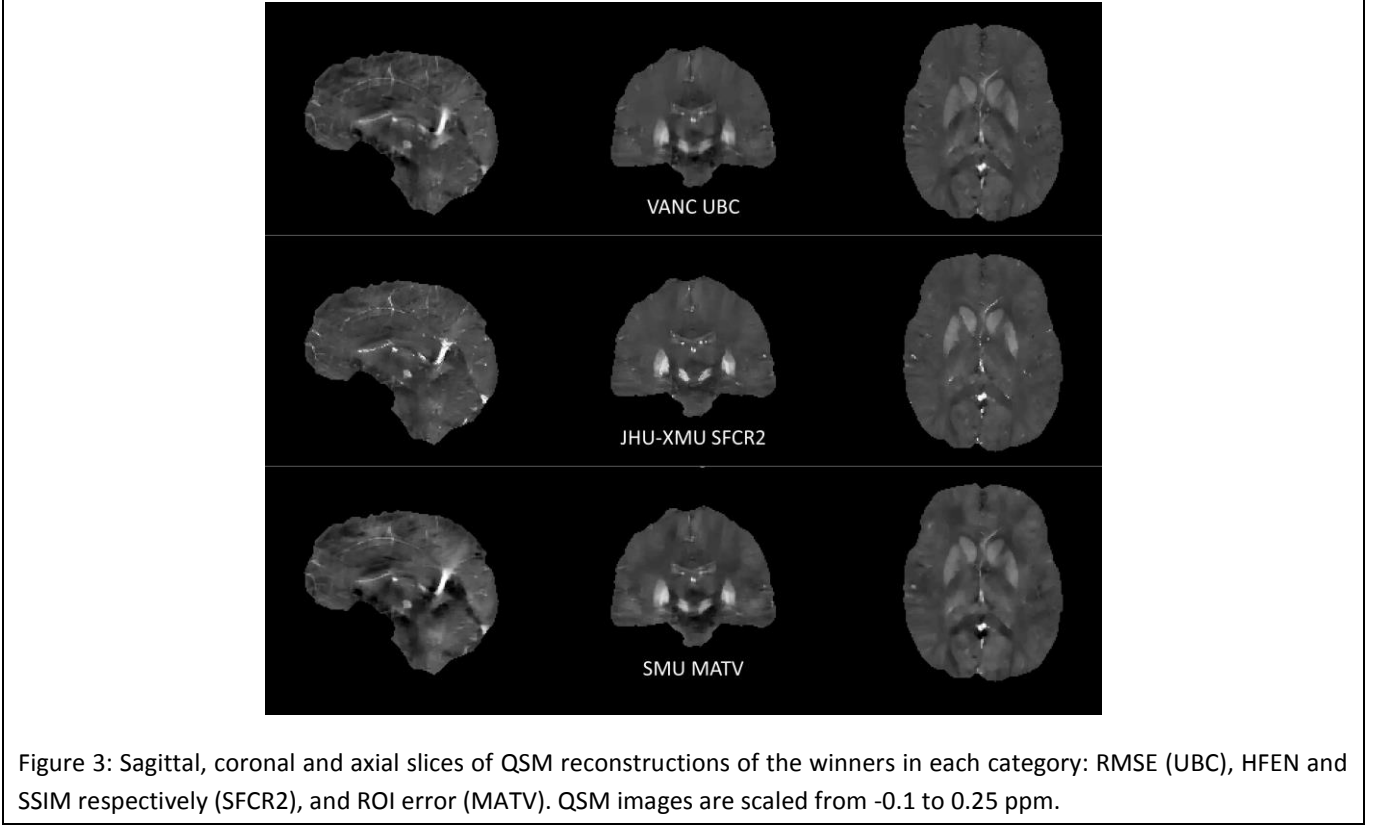 VANC UBC
JHU-XMU SFCR2
SMU MATV
Figure 3: Sagittal, coronal and axial slices of QSM reconstructions of the winners in each category: RMSE (UBC), HFEN and
SSIM respectively (SFCR2), and ROI error (MATV). QSM images are scaled from -0.1 to 0.25 ppm.